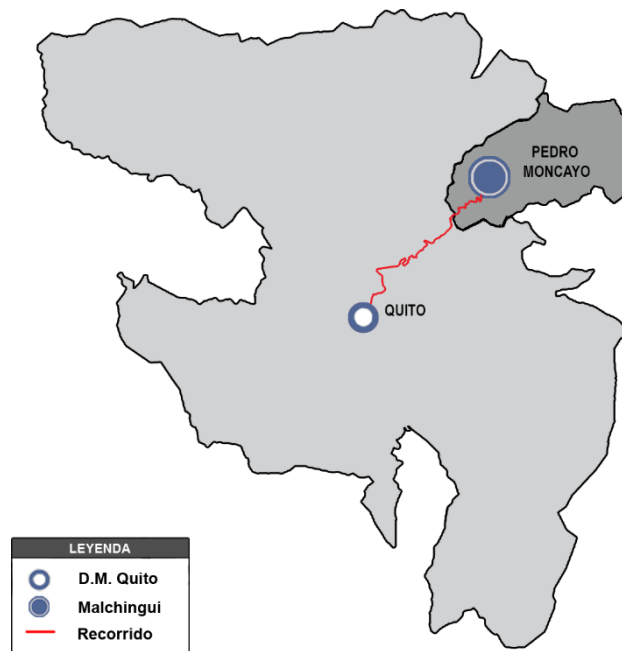 PEDRO
MONCAYO
QUITO
LEYENDA
D.M. Quito
Malchingui
Recorrido